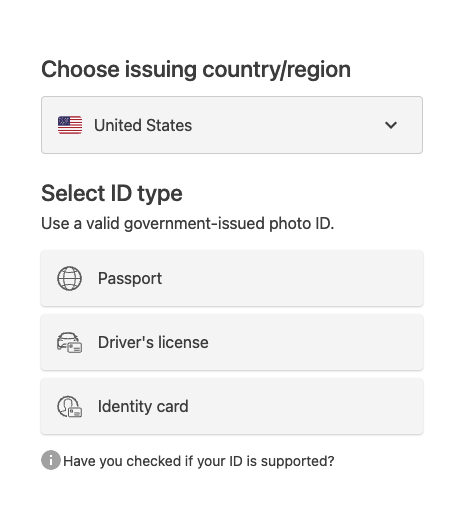 Choose issuing country/region
United States
Select ID type
Use a valid government-issued photo ID.
Passport
Driver's license
Identity card
Have you checked if your ID is supported?